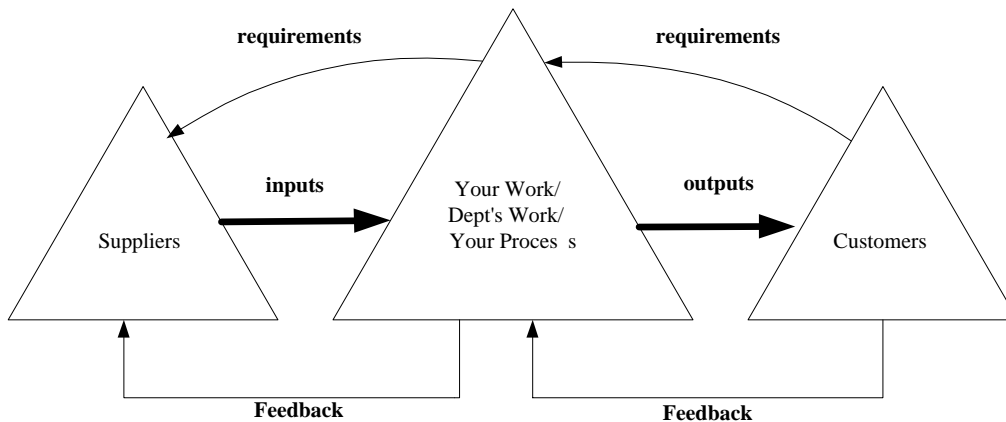 requirements
requirements
inputs
outputs
Suppliers
Your Work/
Dept's Work/
Your Proces s
Customers
Feedback
Feedback